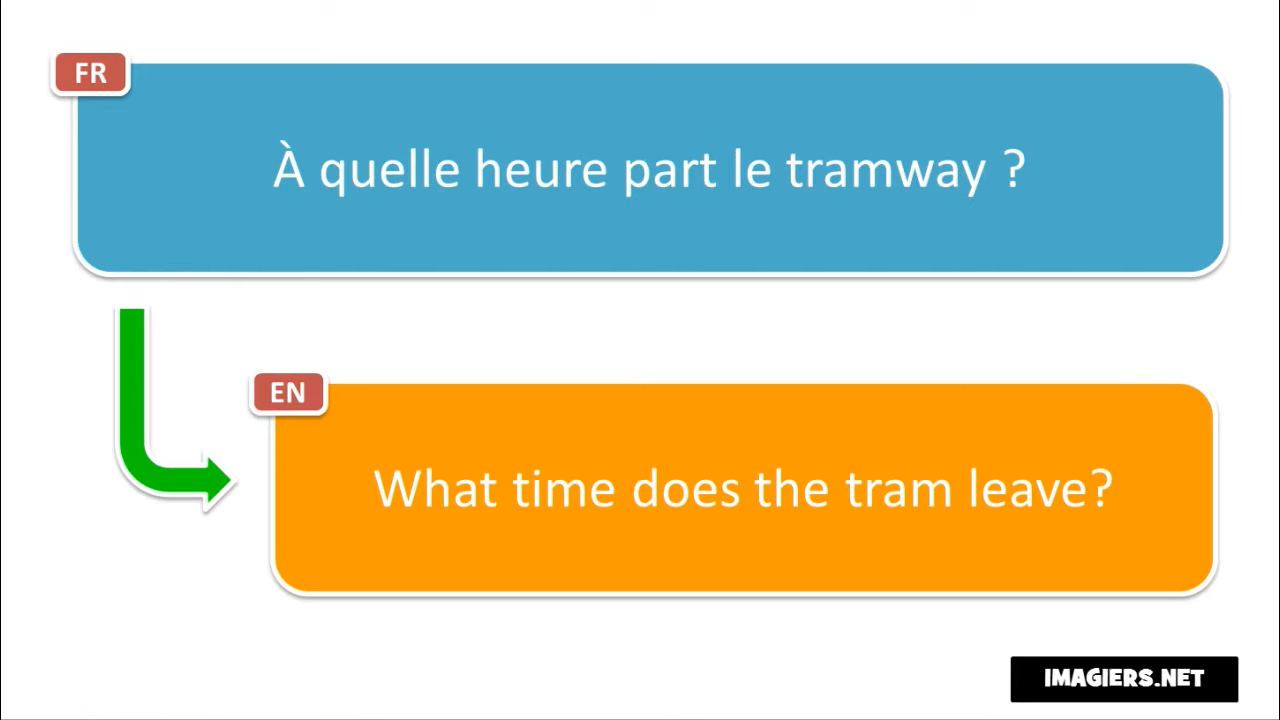 FR
À quelle heure part le tramway ?
EN
What time does the tram leave?
IMAGIERS.NET